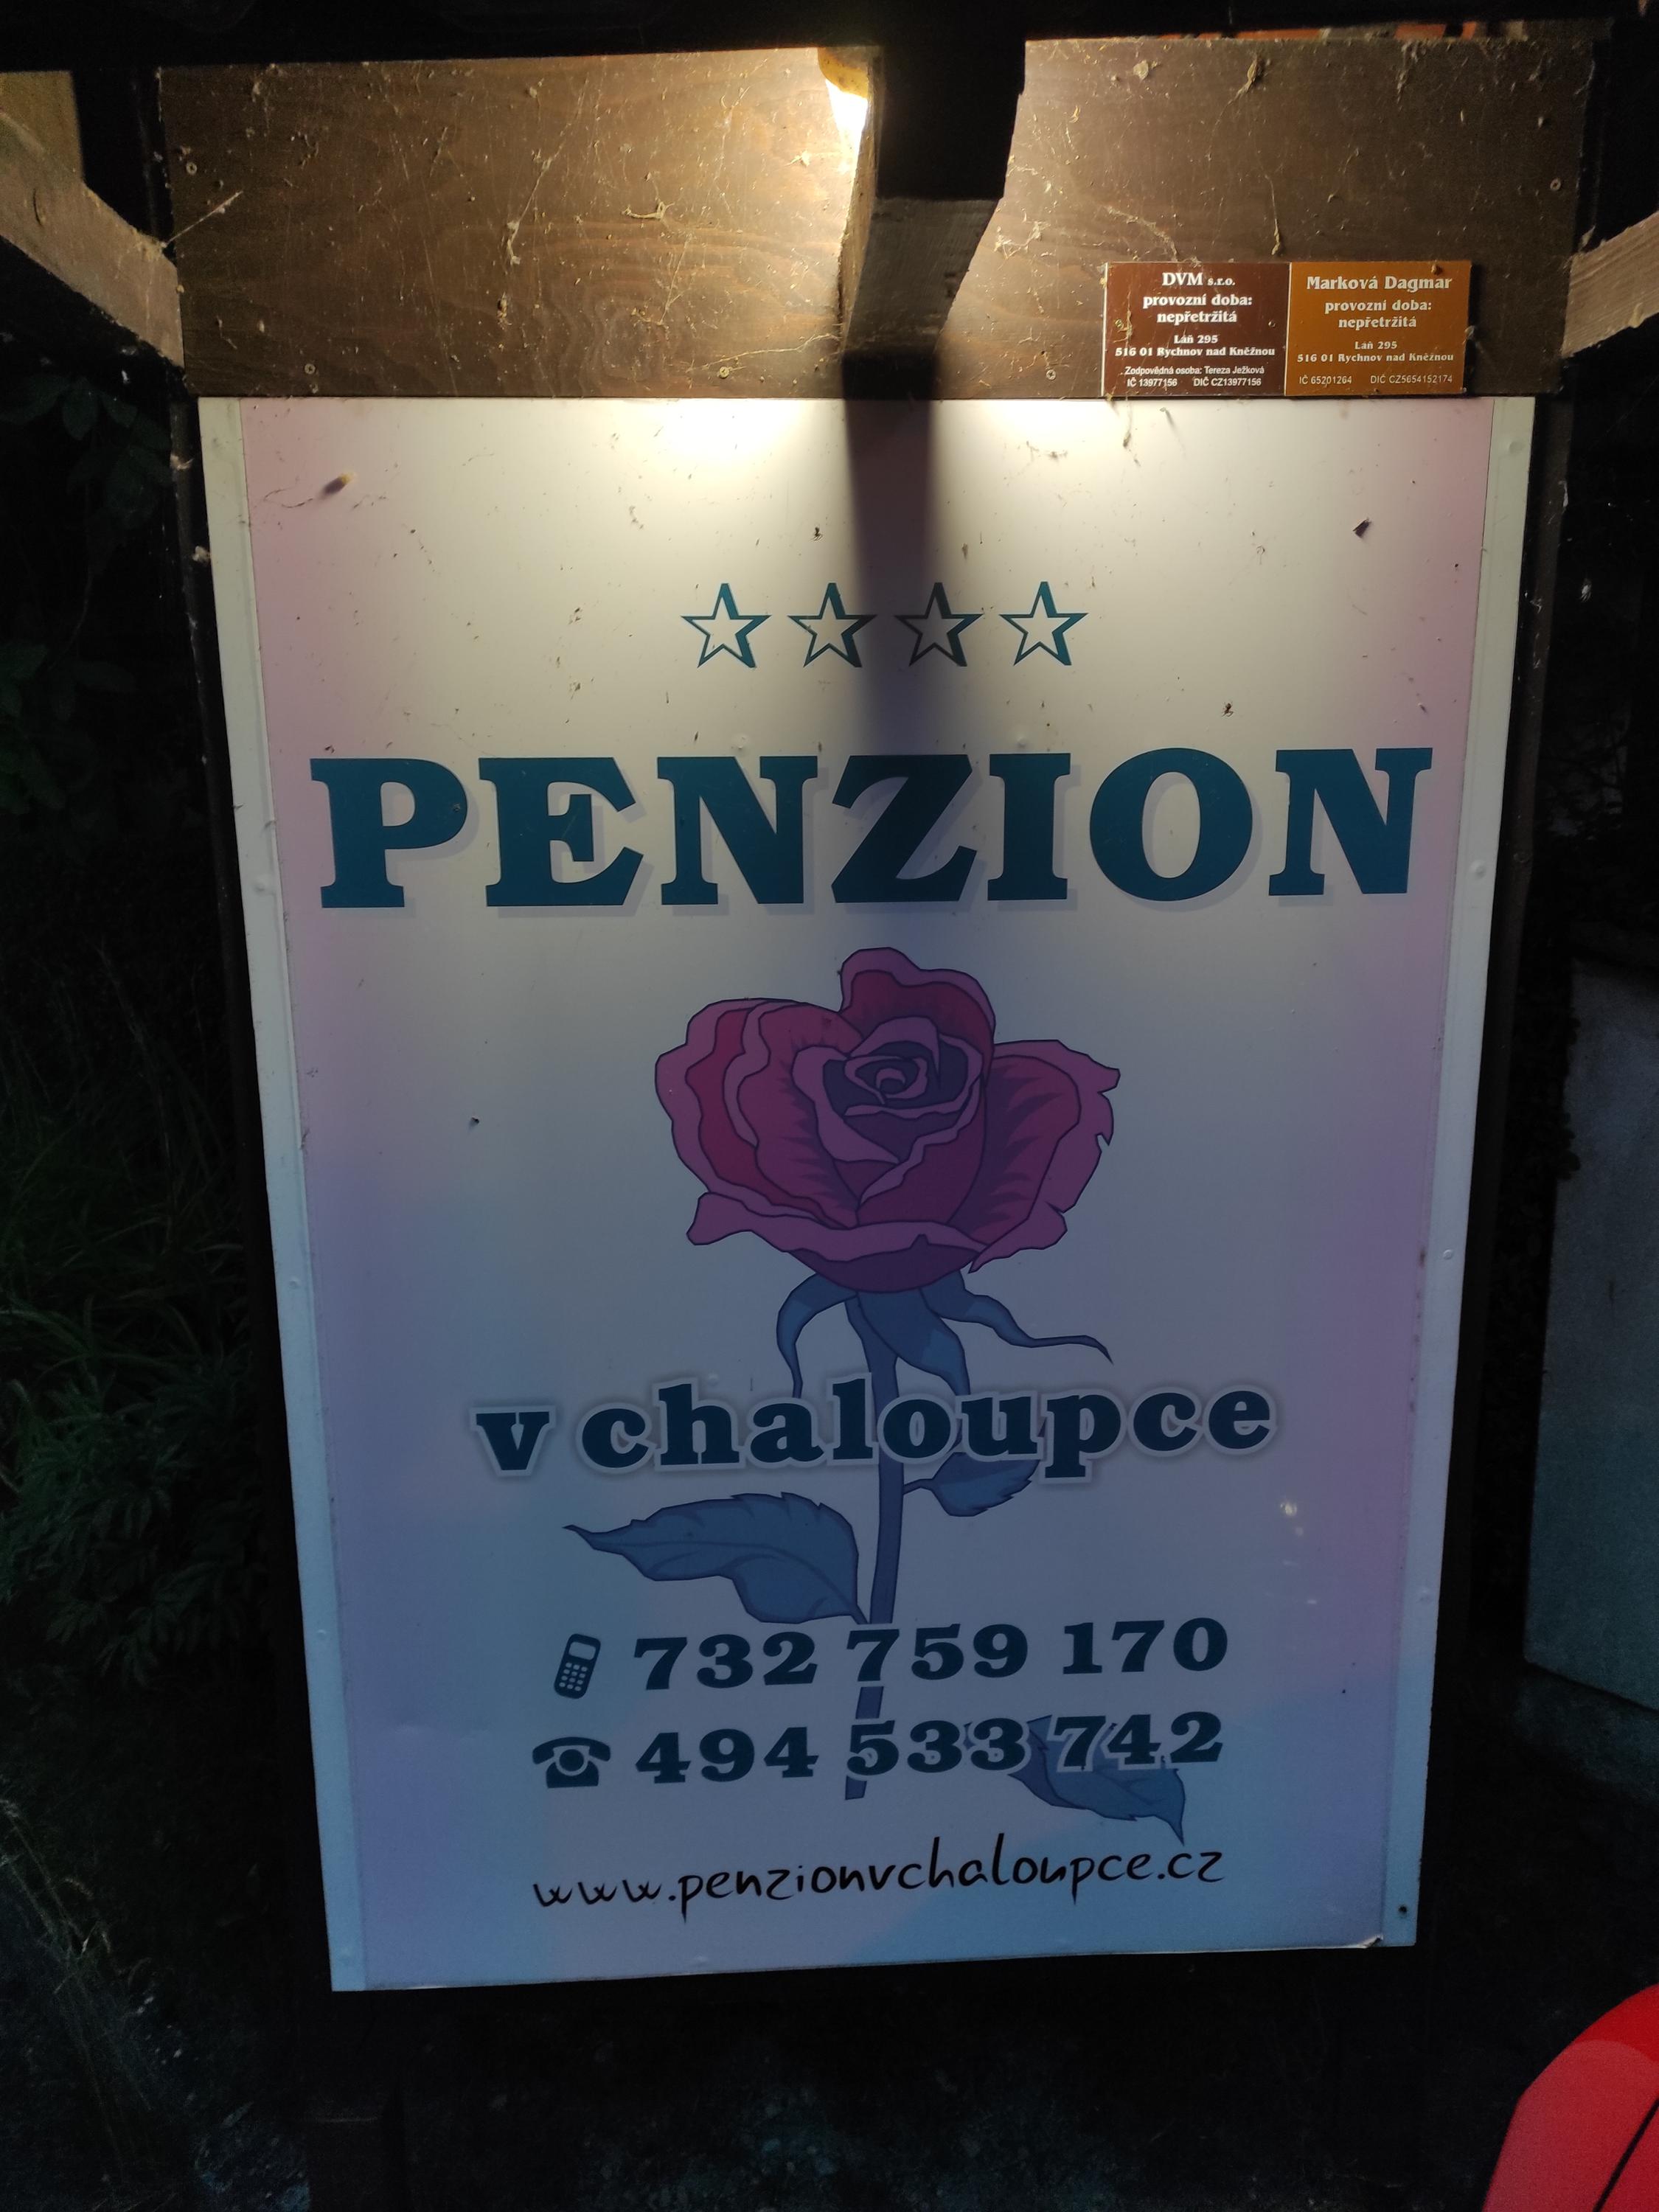 DVM s.r.o.
provozní doba:
nepřetržitá
Láň 295
516 01 Rychnov nad Kněžnou
Zodpovědná osoba: Tereza Ježková
IČ 13977156 DIČ CZ13977156
Marková Dagmar
provozní doba:
nepřetržitá
Láň 295
516 01 Rychnov nad Kněžnou
IČ 65201264 DIČ CZ5654152174
PENZION
v chaloupce
732 759 170
494 533 742
www.penzionvchaloupce.cz